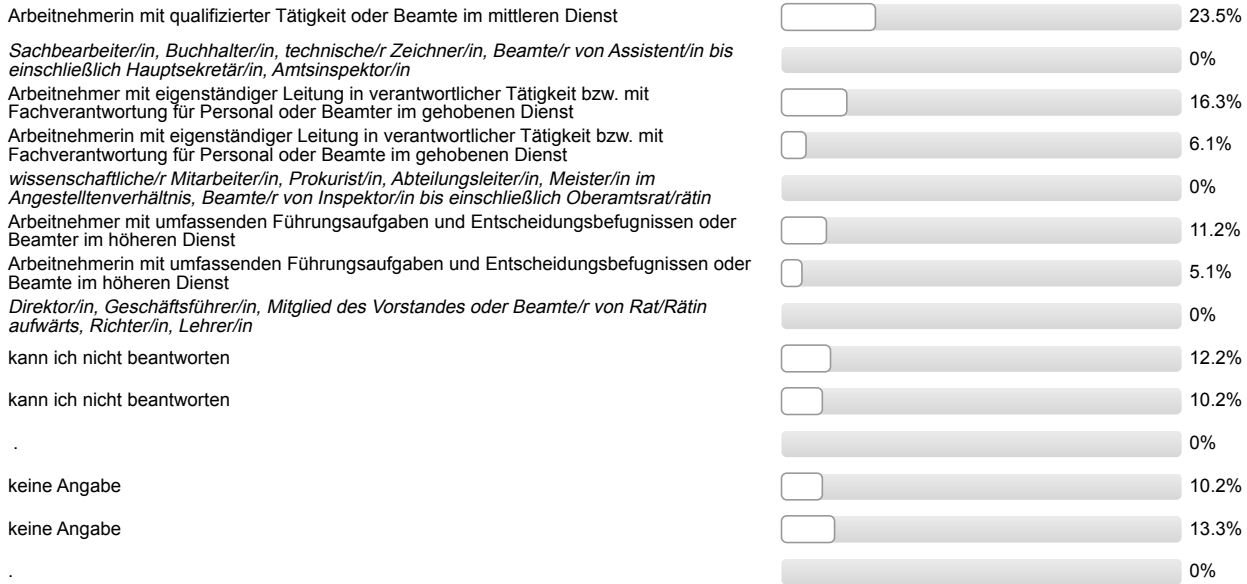 Arbeitnehmerin mit qualifizierter Tätigkeit oder Beamte im mittleren Dienst 23.5%
Sachbearbeiter/in, Buchhalter/in, technische/r Zeichner/in, Beamte/r von Assistent/in bis
einschließlich Hauptsekretär/in, Amtsinspektor/in 0%
Arbeitnehmer mit eigenständiger Leitung in verantwortlicher Tätigkeit bzw. mit
Fachverantwortung für Personal oder Beamter im gehobenen Dienst 16.3%
Arbeitnehmerin mit eigenständiger Leitung in verantwortlicher Tätigkeit bzw. mit
Fachverantwortung für Personal oder Beamte im gehobenen Dienst 6.1%
wissenschaftliche/r Mitarbeiter/in, Prokurist/in, Abteilungsleiter/in, Meister/in im
Angestelltenverhältnis, Beamte/r von Inspektor/in bis einschließlich Oberamtsrat/rätin 0%
Arbeitnehmer mit umfassenden Führungsaufgaben und Entscheidungsbefugnissen oder
Beamter im höheren Dienst 11.2%
Arbeitnehmerin mit umfassenden Führungsaufgaben und Entscheidungsbefugnissen oder
Beamte im höheren Dienst 5.1%
Direktor/in, Geschäftsführer/in, Mitglied des Vorstandes oder Beamte/r von Rat/Rätin
aufwärts, Richter/in, Lehrer/in 0%
kann ich nicht beantworten 12.2%
kann ich nicht beantworten 10.2%
. 0%
keine Angabe 10.2%
keine Angabe 13.3%
. 0%